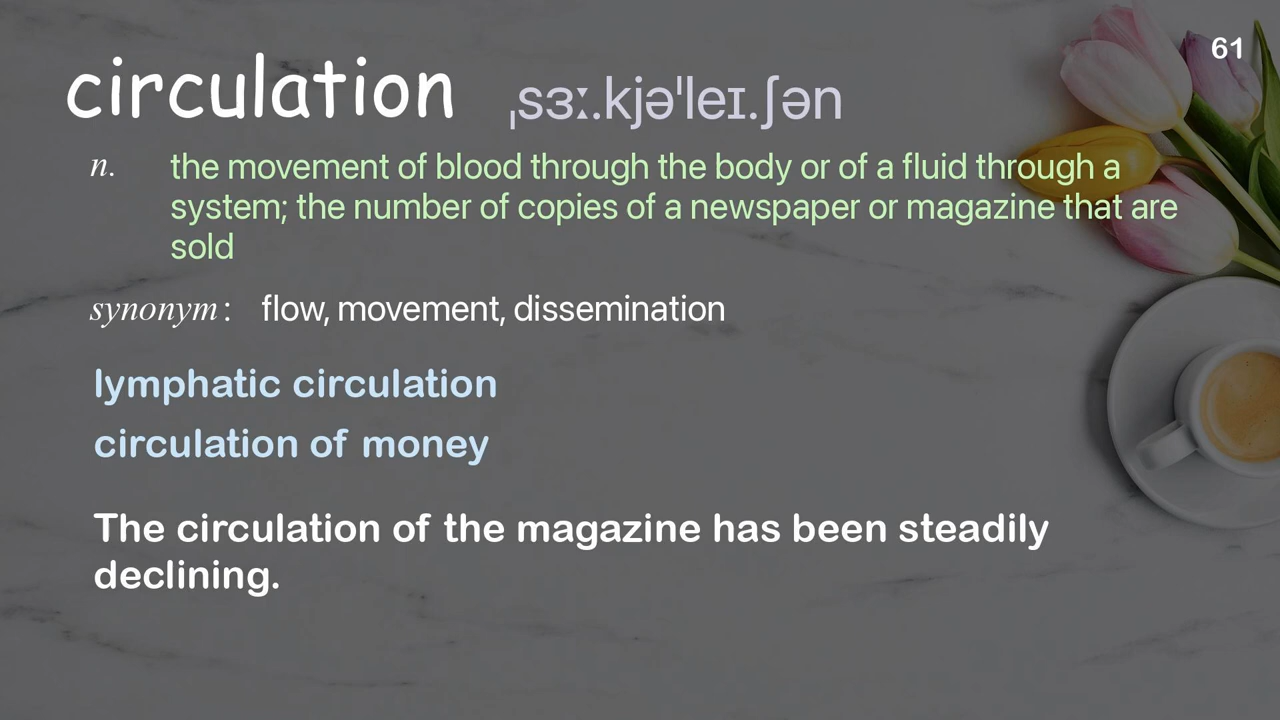 61
circulation ˌsɜː.kjəˈleɪ.ʃən
n. the movement of blood through the body or of a fluid through a
system; the number of copies of a newspaper or magazine that are
sold
synonym: flow, movement, dissemination
lymphatic circulation
circulation of money
The circulation of the magazine has been steadily
declining.